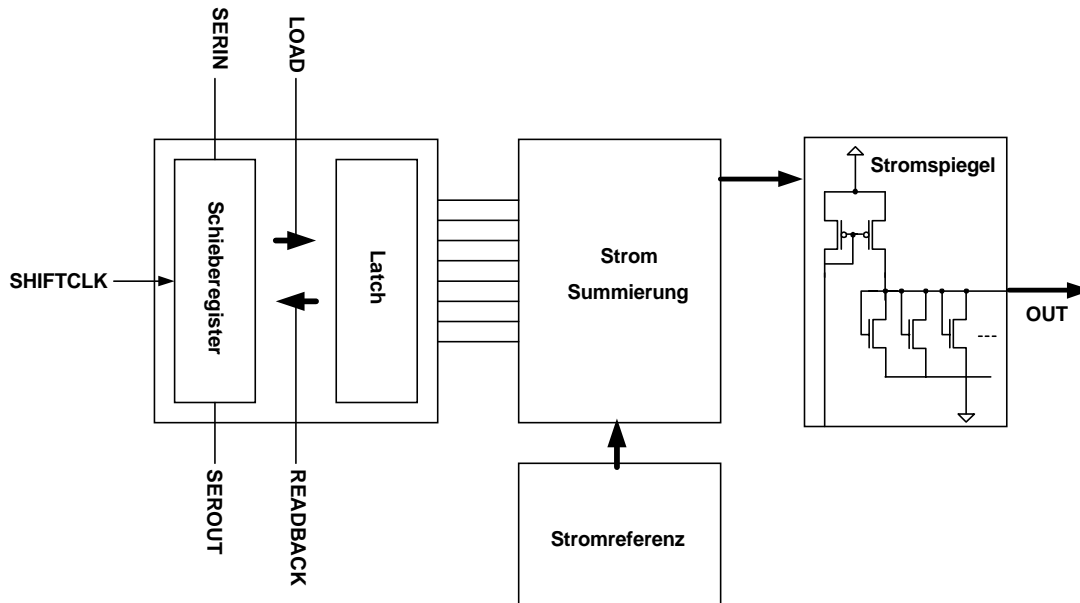 SERIN
LOAD
Schieberegister
Latch
SHIFTCLK
SEROUT
READBACK
Strom
Summierung
Stromreferenz
Stromspiegel
OUT